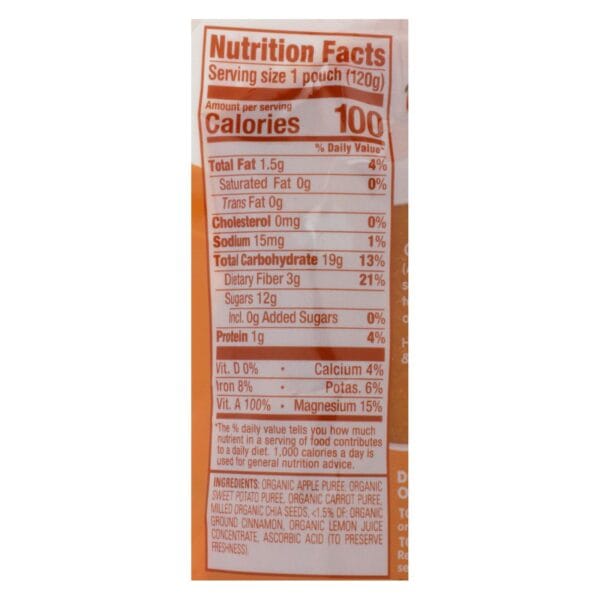 Nutrition Facts
Serving size 1 pouch (120g)
Amount per serving
Calories 100
% Daily Value*
Total Fat 1.5g 4%
Saturated Fat 0g 0%
Trans Fat 0g
Cholesterol 0mg 0%
Sodium 15mg 1%
Total Carbohydrate 19g 13%
Dietary Fiber 3g 21%
Sugars 12g
Incl. 0g Added Sugars 0%
Protein 1g 4%
Vit. D 0% • Calcium 4%
Iron 8% • Potas. 6%
Vit. A 100% • Magnesium 15%
*The % daily value tells you how much
nutrient in a serving of food contributes
to a daily diet. 1,000 calories a day is
used for general nutrition advice.
INGREDIENTS: ORGANIC APPLE PUREE, ORGANIC
SWEET POTATO PUREE, ORGANIC CARROT PUREE,
MILLED ORGANIC CHIA SEEDS, <1.5% OF: ORGANIC
GROUND CINNAMON, ORGANIC LEMON JUICE
CONCENTRATE, ASCORBIC ACID (TO PRESERVE
FRESHNESS).